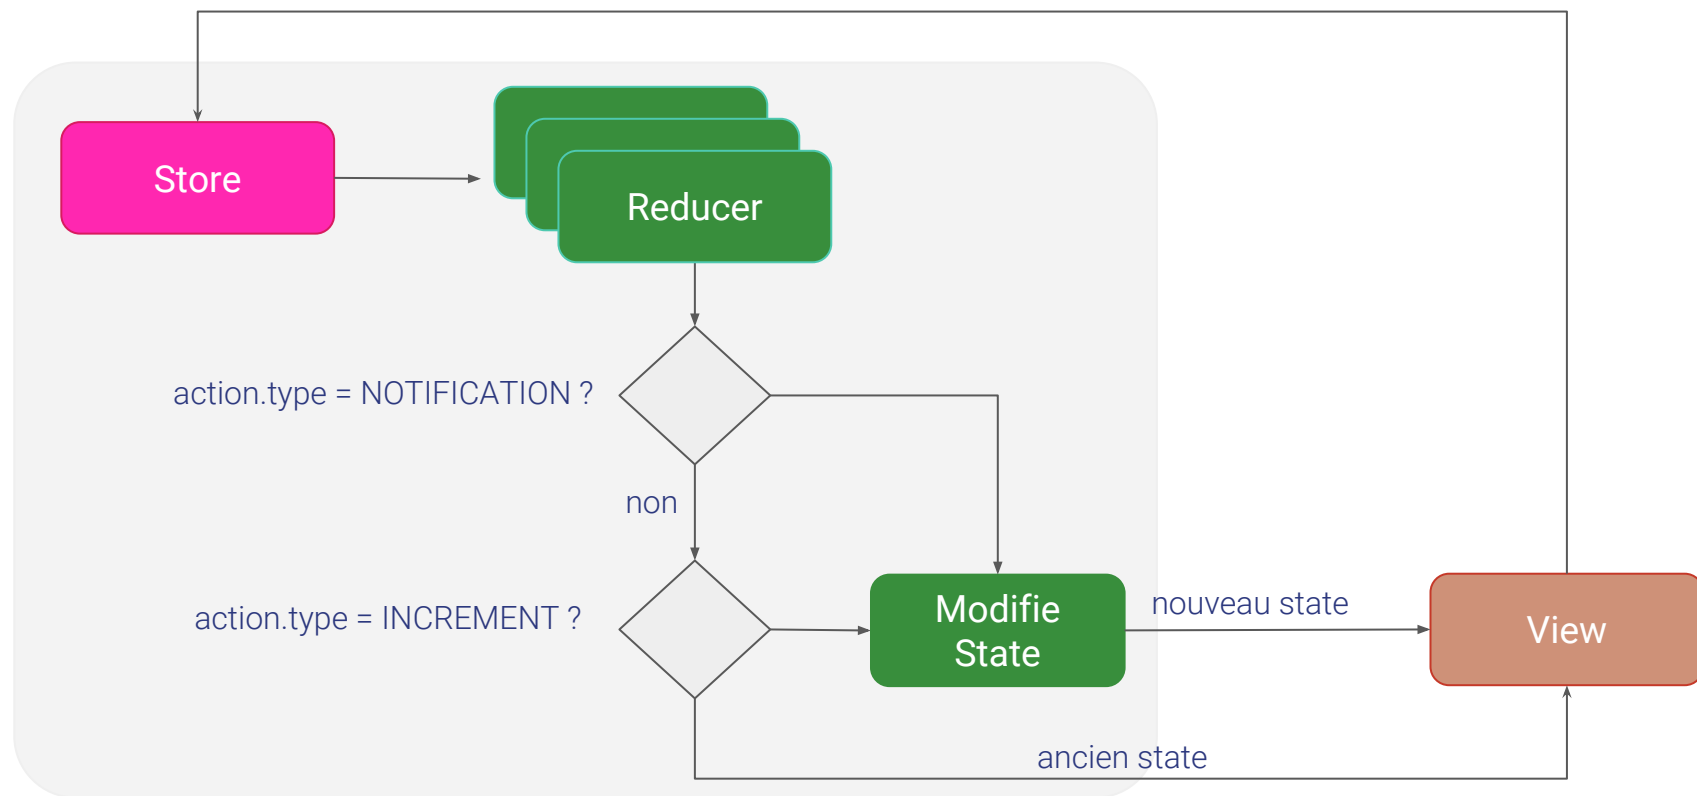 Store
Reducer
action.type = NOTIFICATION ?
non
action.type = INCREMENT ?
Modifie
State
nouveau state
View
ancien state